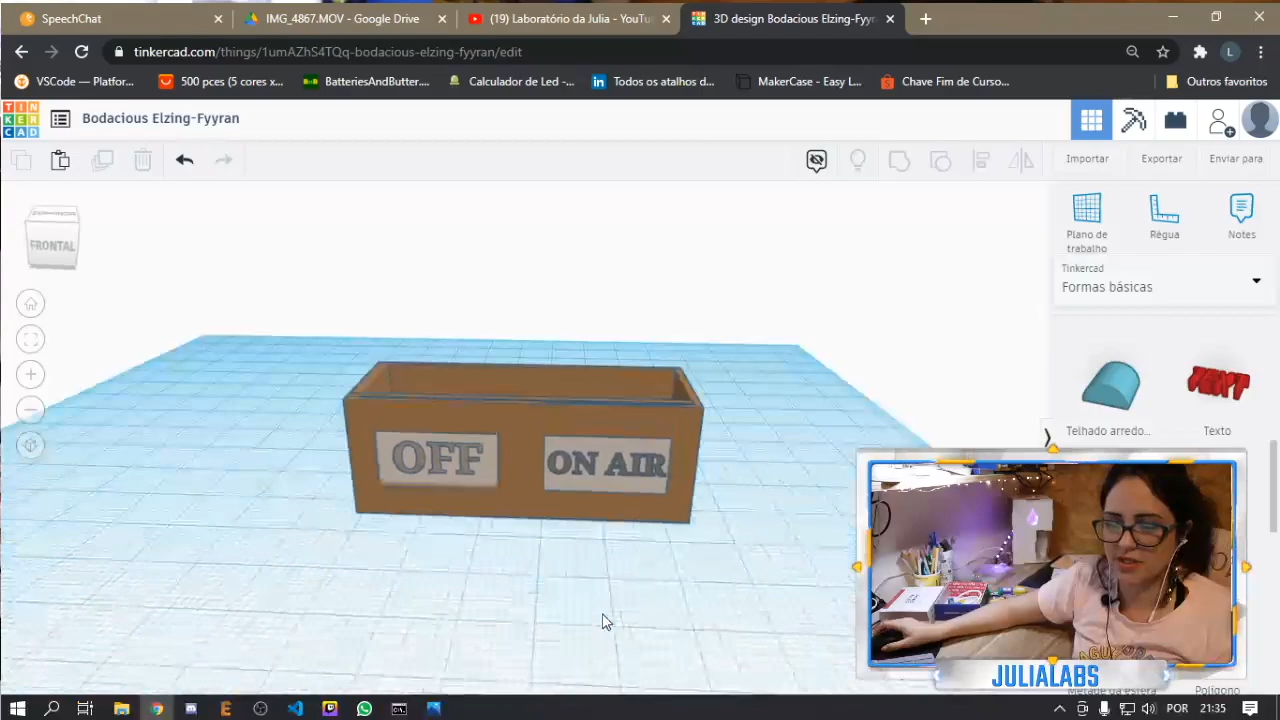 SpeechChat
IMG_4867.MOV - Google Drive
(19) Laboratório da Julia - YouTu
3D design Bodacious Elzing-Fyy
tinkercad.com/things/1umAZhS4TQq-bodacious-elzing-fyyran/edit
VSCode — Platfor...
500 pces (5 cores x...
BatteriesAndButter....
Calculador de Led -...
Todos os atalhos d...
MakerCase - Easy L...
Chave Fim de Curso...
Outros favoritos
TIN
KER
CAD
Bodacious Elzing-Fyyran
Importar
Exportar
Enviar para
FRONTAL
Plano de
trabalho
Régua
Notes
Tinkercad
Formas básicas
TEXT
Telhado arredo...
Texto
OFF
ON AIR
JULIALABS
Metade da esfera
Polígono
POR
21:35